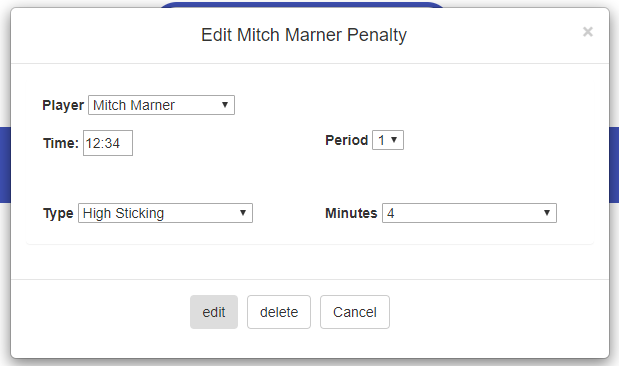 Edit Mitch Marner Penalty ×
Player Mitch Marner
Time: 12:34 Period 1
Type High Sticking Minutes 4
edit delete Cancel